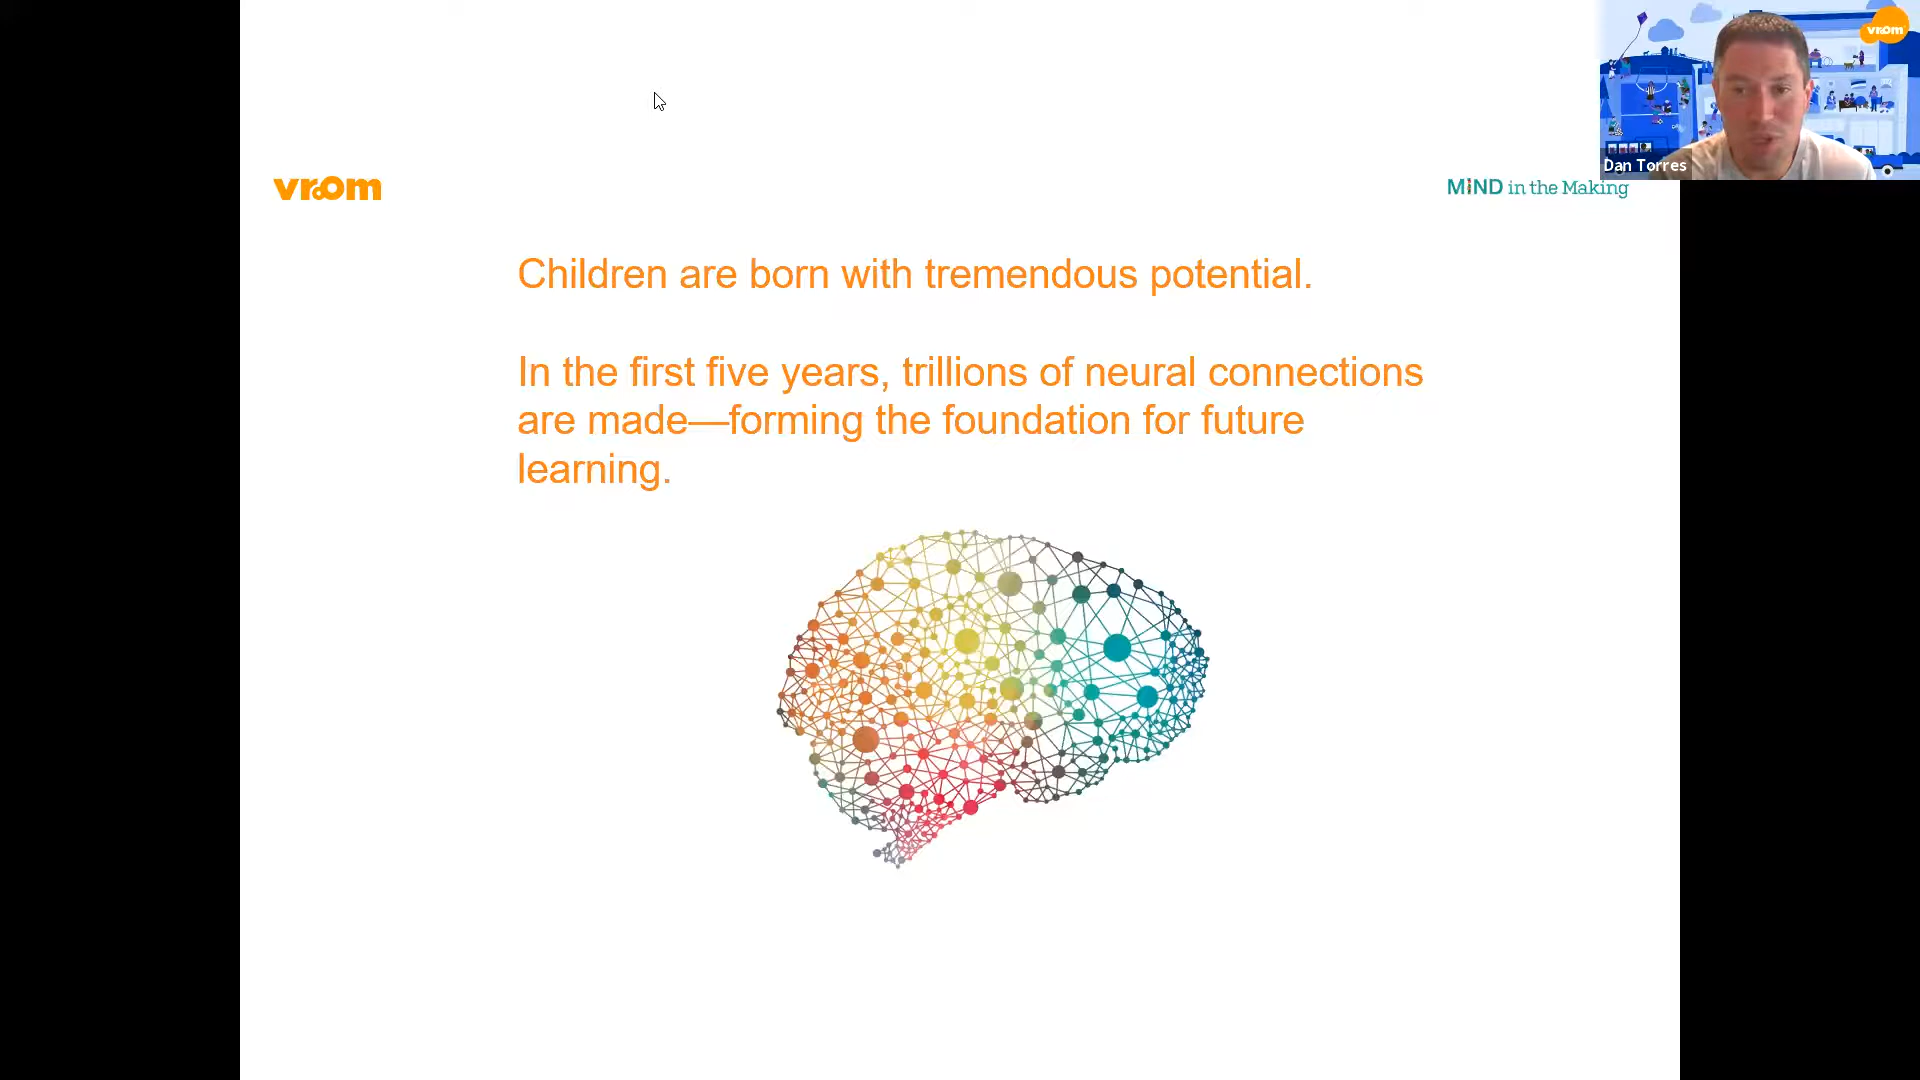 vroom
Dan Torres
vroom
MIND in the Making
Children are born with tremendous potential.
In the first five years, trillions of neural connections
are made—forming the foundation for future
learning.